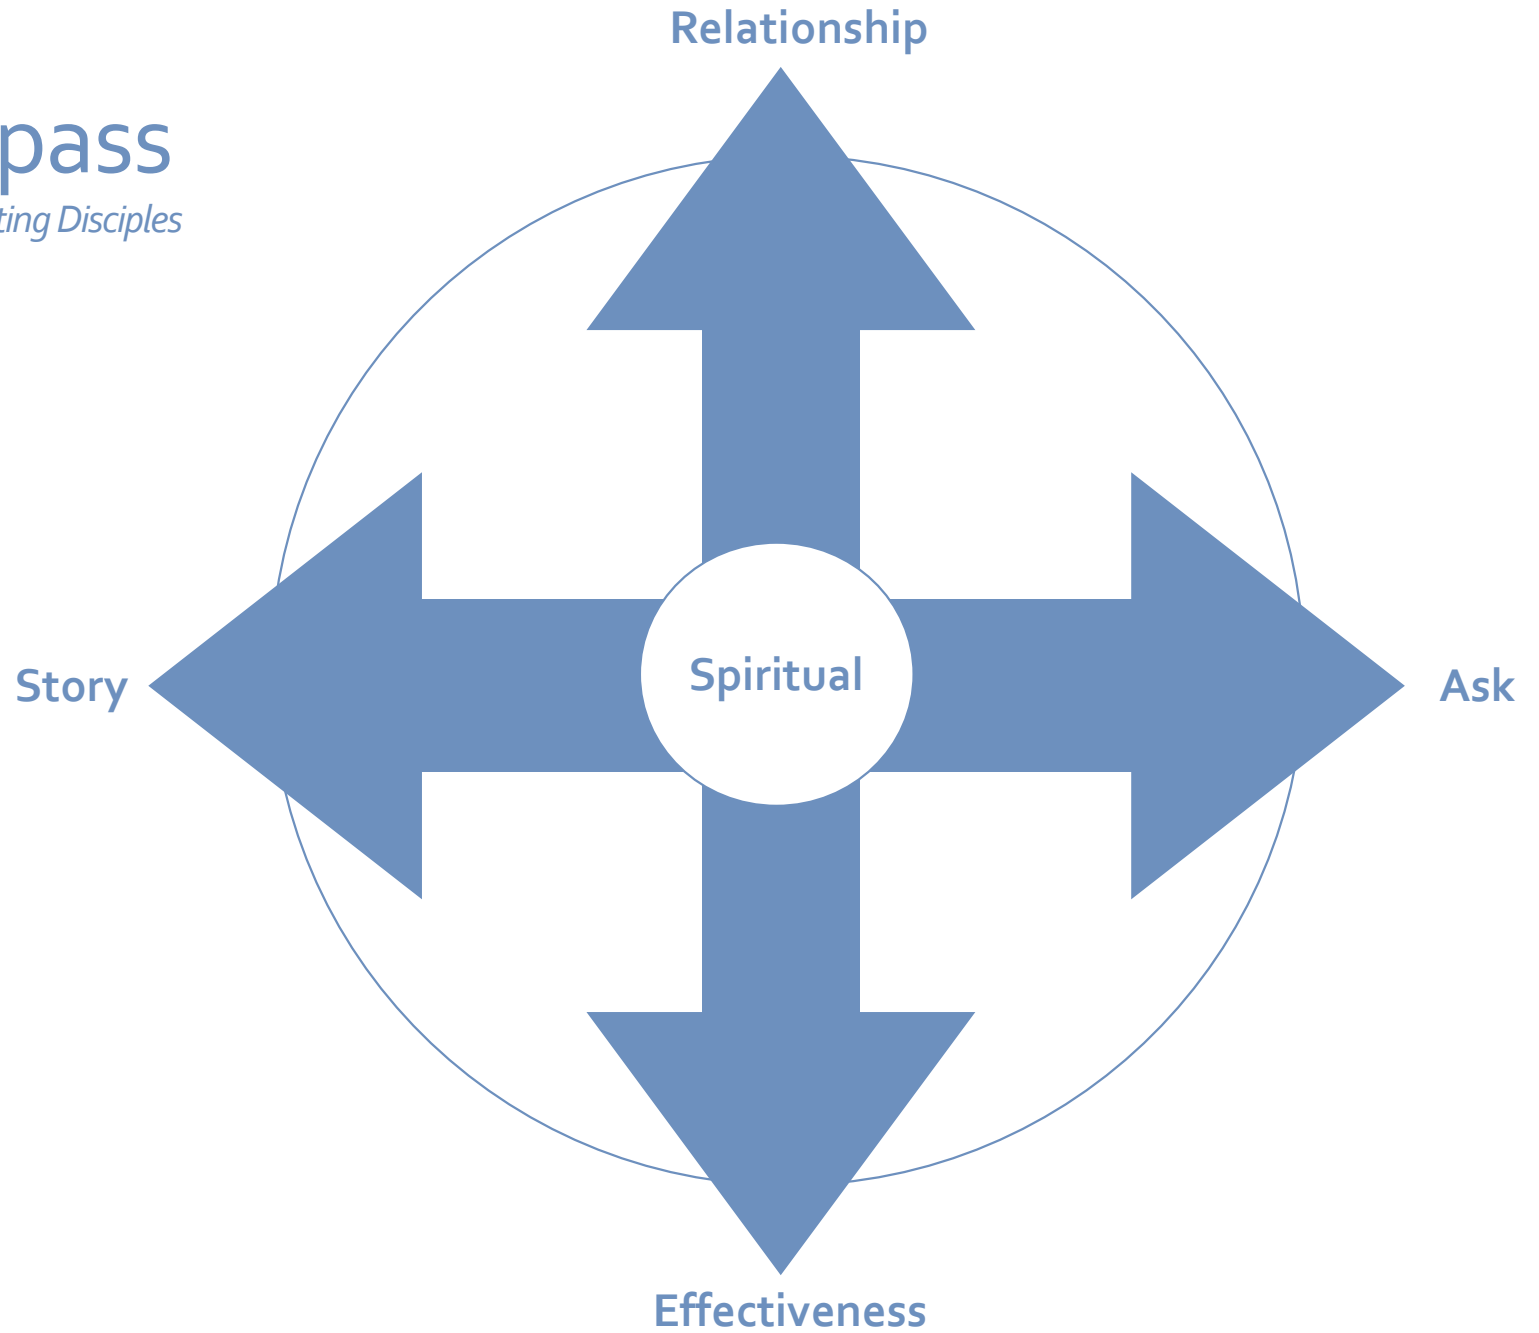 Relationship
pass
ting Disciples
Spiritual
Story
Ask
Effectiveness